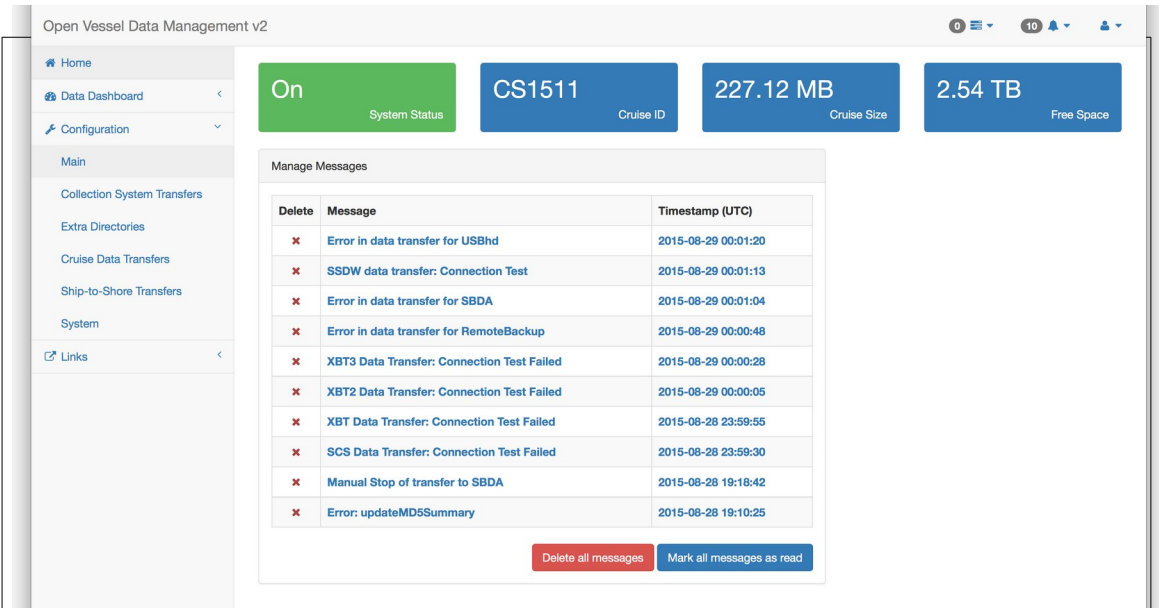 Open Vessel Data Management v2
0
10
Home
Data Dashboard
Configuration
Main
Collection System Transfers
Extra Directories
Cruise Data Transfers
Ship-to-Shore Transfers
System
Links
On
System Status
CS1511
Cruise ID
227.12 MB
Cruise Size
2.54 TB
Free Space
Manage Messages
Delete Message Timestamp (UTC)
Error in data transfer for USBhd 2015-08-29 00:01:20
SSDW data transfer: Connection Test 2015-08-29 00:01:13
Error in data transfer for SBDA 2015-08-29 00:01:04
Error in data transfer for RemoteBackup 2015-08-29 00:00:48
XBT3 Data Transfer: Connection Test Failed 2015-08-29 00:00:28
XBT2 Data Transfer: Connection Test Failed 2015-08-29 00:00:05
XBT Data Transfer: Connection Test Failed 2015-08-28 23:59:55
SCS Data Transfer: Connection Test Failed 2015-08-28 23:59:30
Manual Stop of transfer to SBDA 2015-08-28 19:18:42
Error: updateMD5Summary 2015-08-28 19:10:25
Delete all messages Mark all messages as read